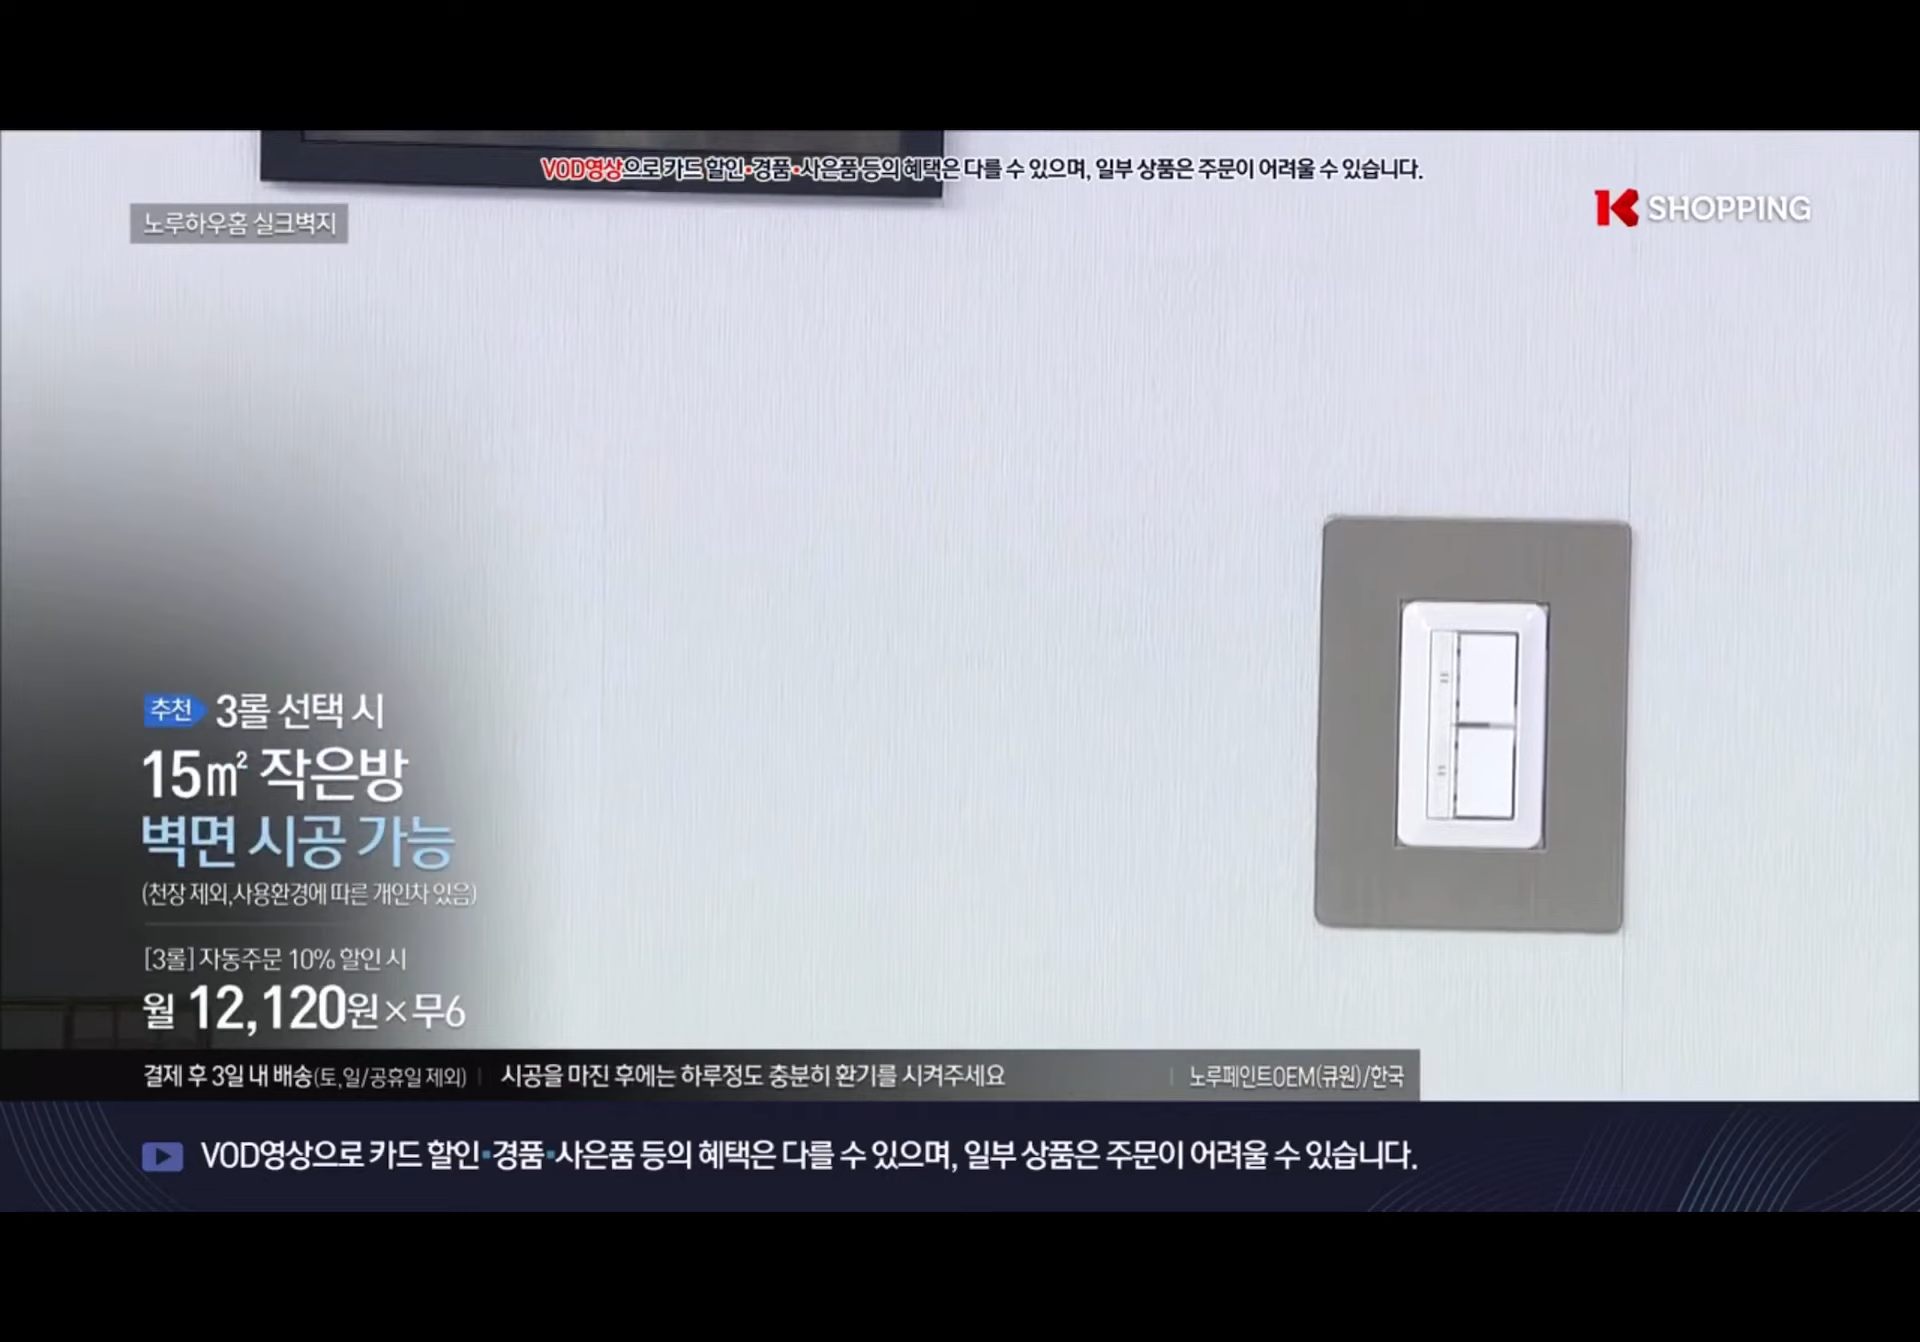 VOD영상으로 카드 할인•경품•사은품 등의 혜택은 다를 수 있으며, 일부 상품은 주문이 어려울 수 있습니다.
노루하우홈 실크벽지
K SHOPPING
추천 3롤 선택 시
15㎡ 작은방
벽면 시공 가능
(천장 제외,사용환경에 따른 개인차 있음)
[3롤] 자동주문 10% 할인 시
월 12,120원×무6
결제 후 3일 내 배송(토,일/공휴일 제외) | 시공을 마진 후에는 하루정도 충분히 환기를 시켜주세요 | 노루페인트OEM(큐원)/한국
VOD영상으로 카드 할인•경품•사은품 등의 혜택은 다를 수 있으며, 일부 상품은 주문이 어려울 수 있습니다.